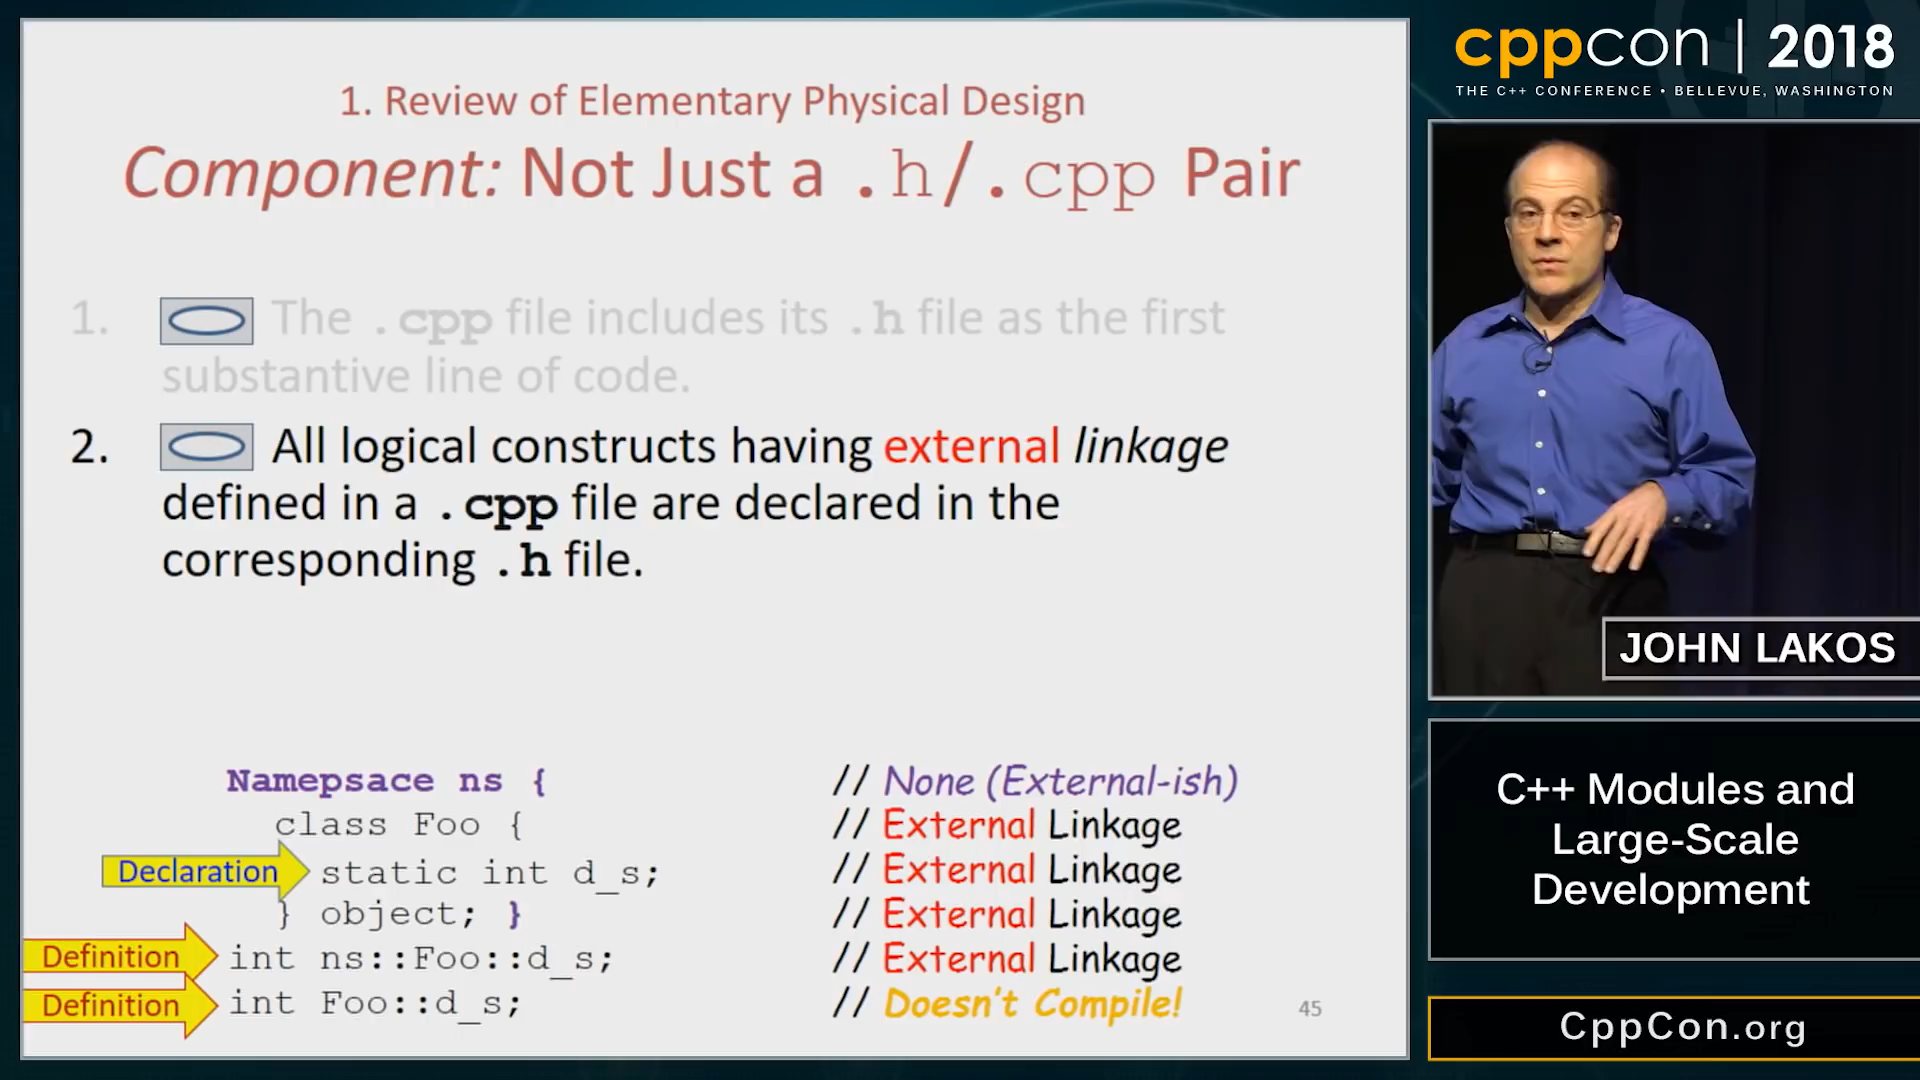 1. Review of Elementary Physical Design
Component: Not Just a .h/.cpp Pair
1. The .cpp file includes its .h file as the first
substantive line of code.
2. All logical constructs having external linkage
defined in a .cpp file are declared in the
corresponding .h file.
Namepsace ns { // None (External-ish)
class Foo { // External Linkage
Declaration static int d_s; // External Linkage
} object; } // External Linkage
Definition int ns::Foo::d_s; // External Linkage
Definition int Foo::d_s; // Doesn't Compile!
45
cppcon | 2018
THE C++ CONFERENCE • BELLEVUE, WASHINGTON
JOHN LAKOS
C++ Modules and
Large-Scale
Development
CppCon.org